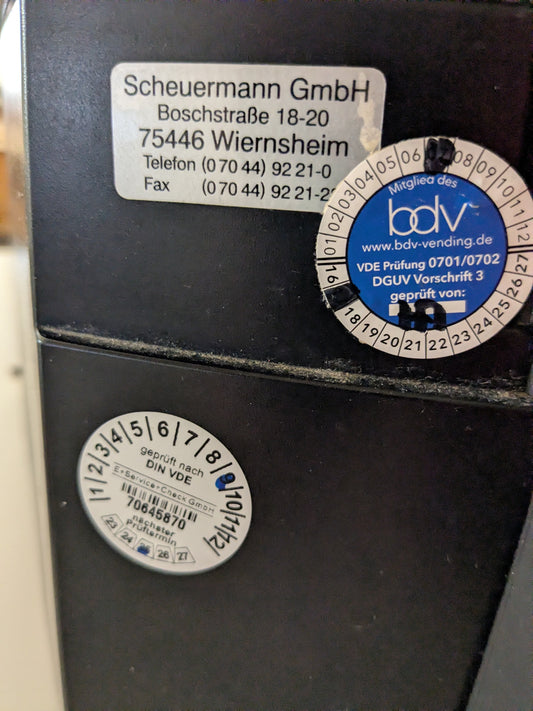 Scheuermann GmbH
Boschstraße 18-20
75446 Wiernsheim
Telefon (0 70 44) 92 21-0
Fax (0 70 44) 92 21-2
01 02 03 04 05 06 08 09 10 11 12
Mitglied des
bdv
www.bdv-vending.de
VDE Prüfung 0701/0702
DGUV Vorschrift 3
geprüft von:
16 18 19 20 21 22 23 24 25 26 27
1 2 3 4 5 6 7 8 9 10 11 12
geprüft nach
DIN VDE
E+Service+Check GmbH
70645870
nächster
Prüftermin
23 24 25 26 27